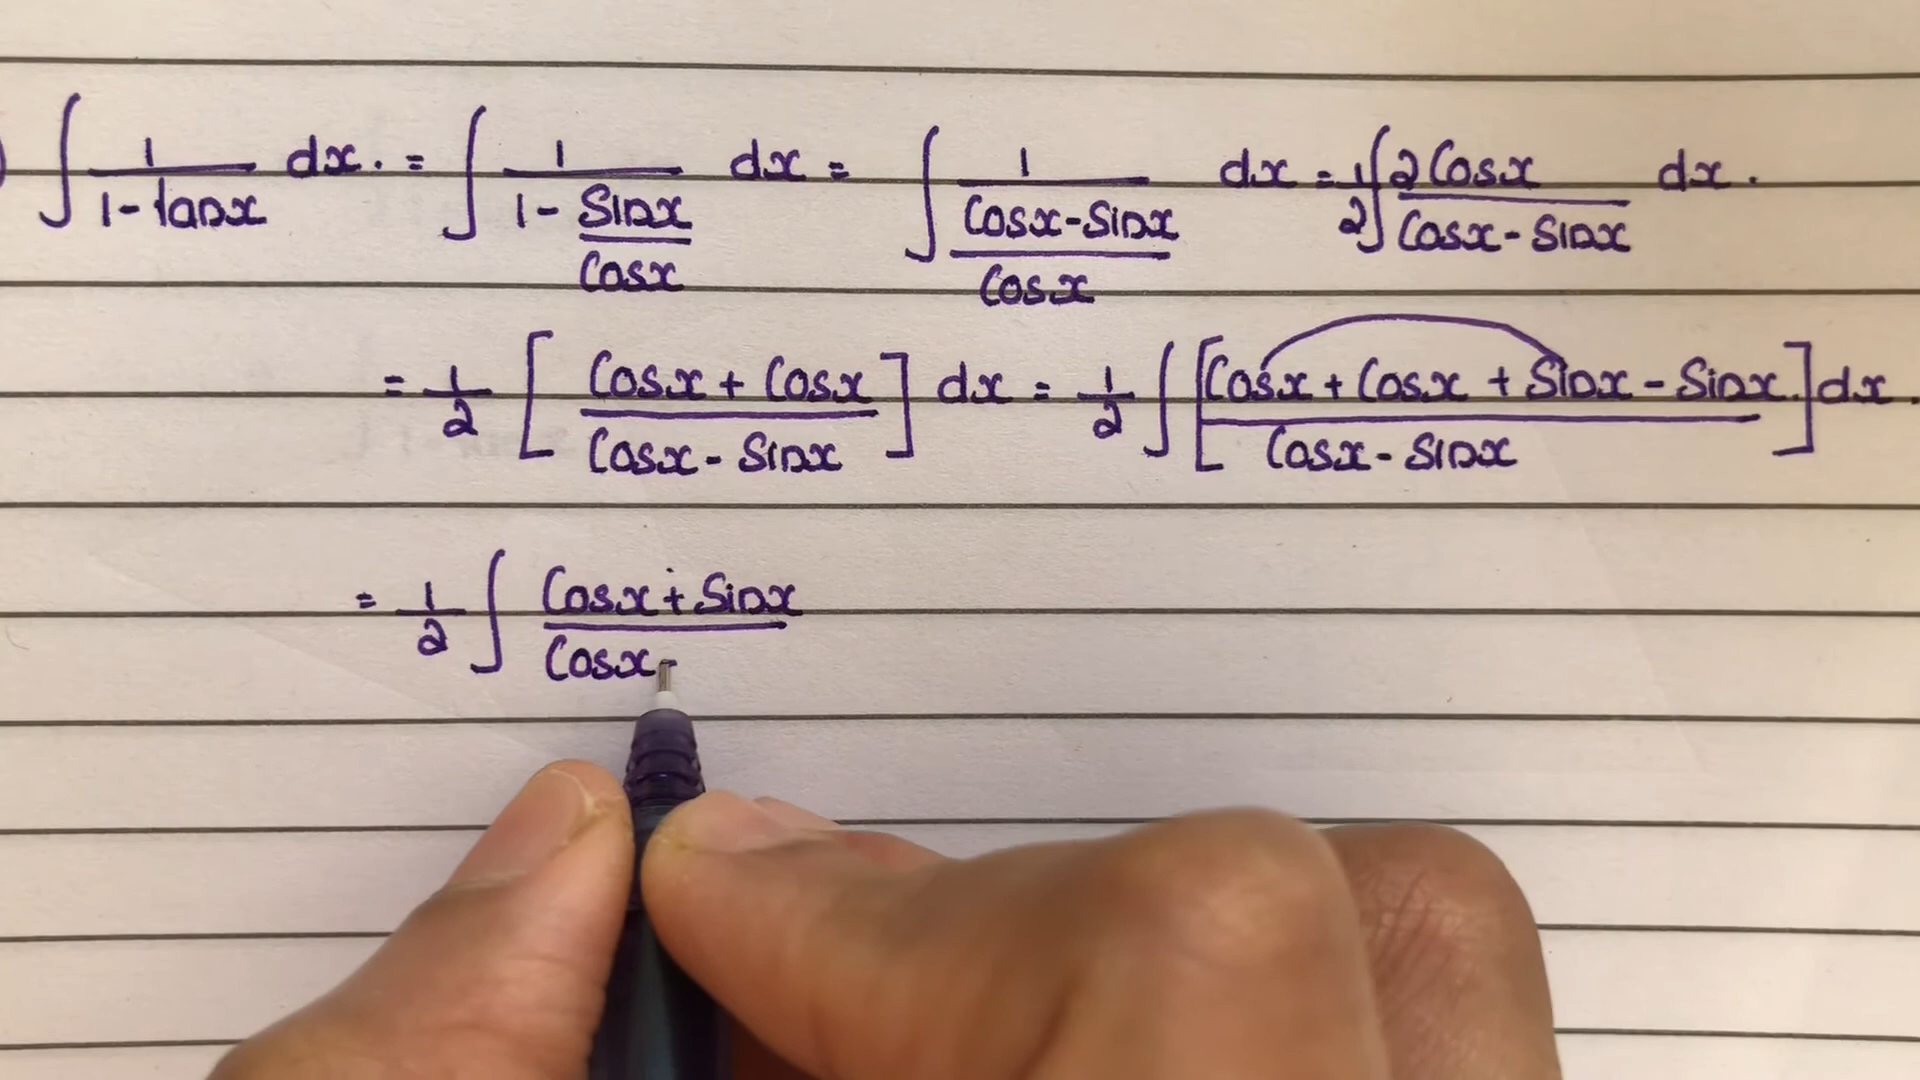 ) ∫ 1/(1 - tanx) dx. = ∫ 1/(1 - Sinx/Cosx) dx = ∫ 1/((Cosx - Sinx)/Cosx) dx = 1/2 ∫ 2Cosx/(Cosx - Sinx) dx.
= 1/2 [ (Cosx + Cosx)/(Cosx - Sinx) ] dx = 1/2 ∫ [ (Cosx + Cosx + Sinx - Sinx.)/(Cosx - Sinx) ] dx.
= 1/2 ∫ (Cosx + Sinx)/(Cosx -